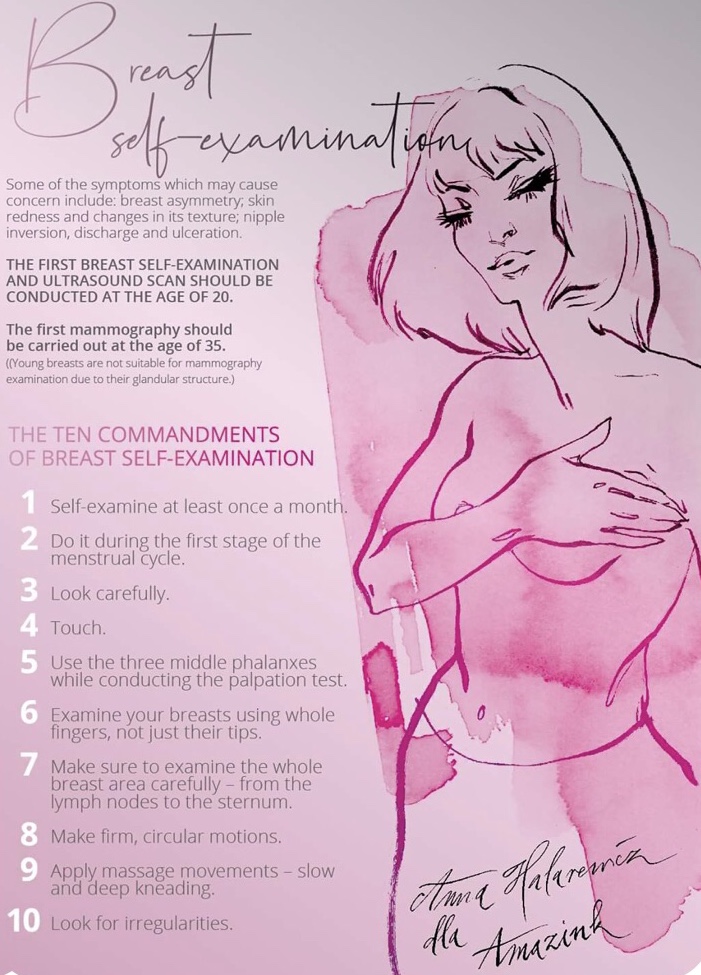 Breast
self-examination
Some of the symptoms which may cause
concern include: breast asymmetry; skin
redness and changes in its texture; nipple
inversion, discharge and ulceration.
THE FIRST BREAST SELF-EXAMINATION
AND ULTRASOUND SCAN SHOULD BE
CONDUCTED AT THE AGE OF 20.
The first mammography should
be carried out at the age of 35.
((Young breasts are not suitable for mammography
examination due to their glandular structure.)
THE TEN COMMANDMENTS
OF BREAST SELF-EXAMINATION
1 Self-examine at least once a month.
2 Do it during the first stage of the
menstrual cycle.
3 Look carefully.
4 Touch.
5 Use the three middle phalanxes
while conducting the palpation test.
6 Examine your breasts using whole
fingers, not just their tips.
7 Make sure to examine the whole
breast area carefully – from the
lymph nodes to the sternum.
8 Make firm, circular motions.
9 Apply massage movements – slow
and deep kneading.
10 Look for irregularities.
Anna Halarewicz
dla
Amazink